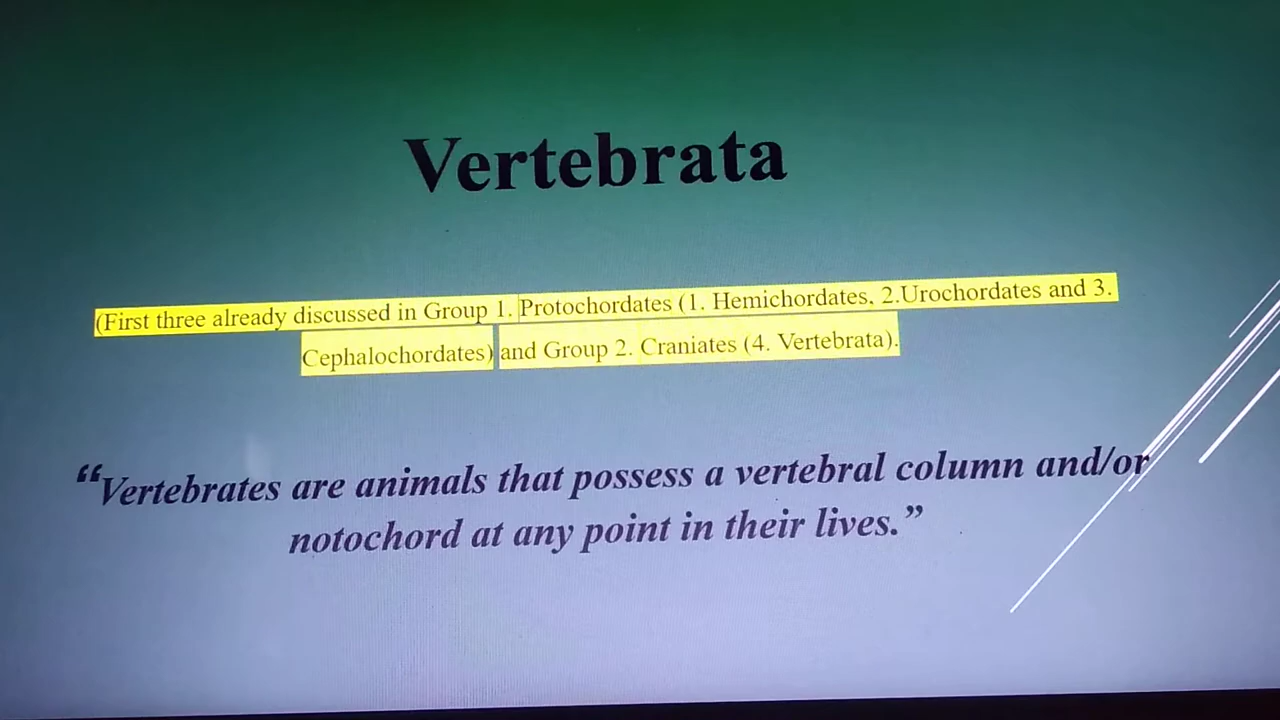 Vertebrata
(First three already discussed in Group 1. Protochordates (1. Hemichordates, 2.Urochordates and 3.
Cephalochordates) and Group 2. Craniates (4. Vertebrata).
“Vertebrates are animals that possess a vertebral column and/or
notochord at any point in their lives.”